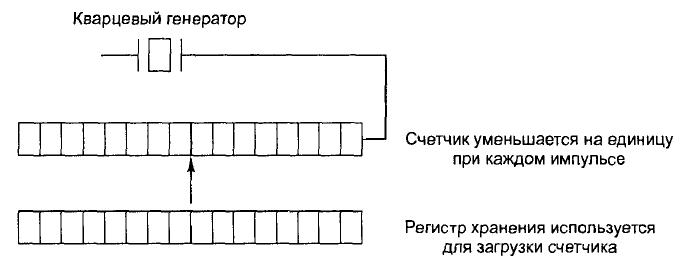 Кварцевый генератор
Счетчик уменьшается на единицу
при каждом импульсе
Регистр хранения используется
для загрузки счетчика